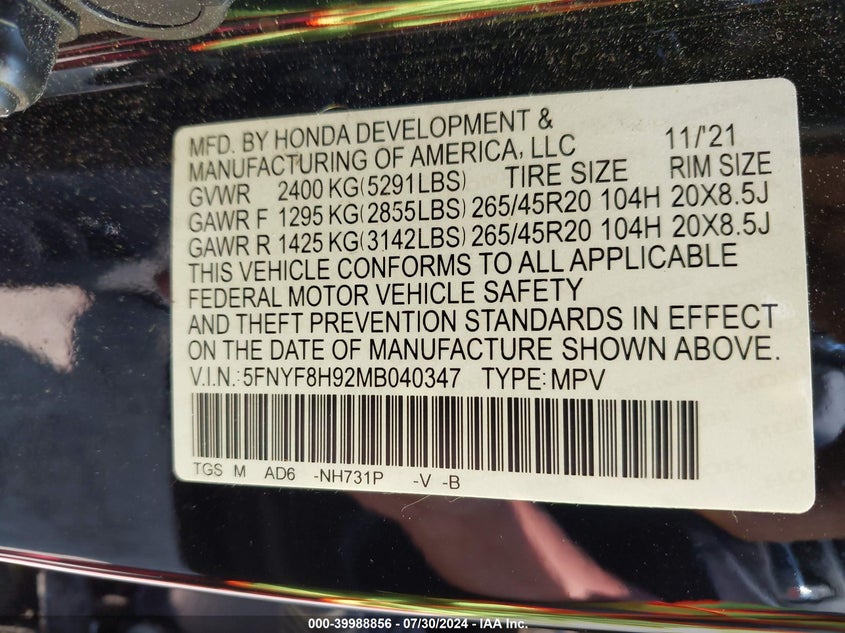 MFD. BY HONDA DEVELOPMENT &
MANUFACTURING OF AMERICA, LLC 11/'21
GVWR 2400 KG(5291LBS) TIRE SIZE RIM SIZE
GAWR F 1295 KG(2855LBS) 265/45R20 104H 20X8.5J
GAWR R 1425 KG(3142LBS) 265/45R20 104H 20X8.5J
THIS VEHICLE CONFORMS TO ALL APPLICABLE
FEDERAL MOTOR VEHICLE SAFETY
AND THEFT PREVENTION STANDARDS IN EFFECT
ON THE DATE OF MANUFACTURE SHOWN ABOVE.
V.I.N.:5FNYF8H92MB040347 TYPE:MPV
TGS M AD6 -NH731P -V -B
000-39988856 - 07/30/2024 - IAA Inc.